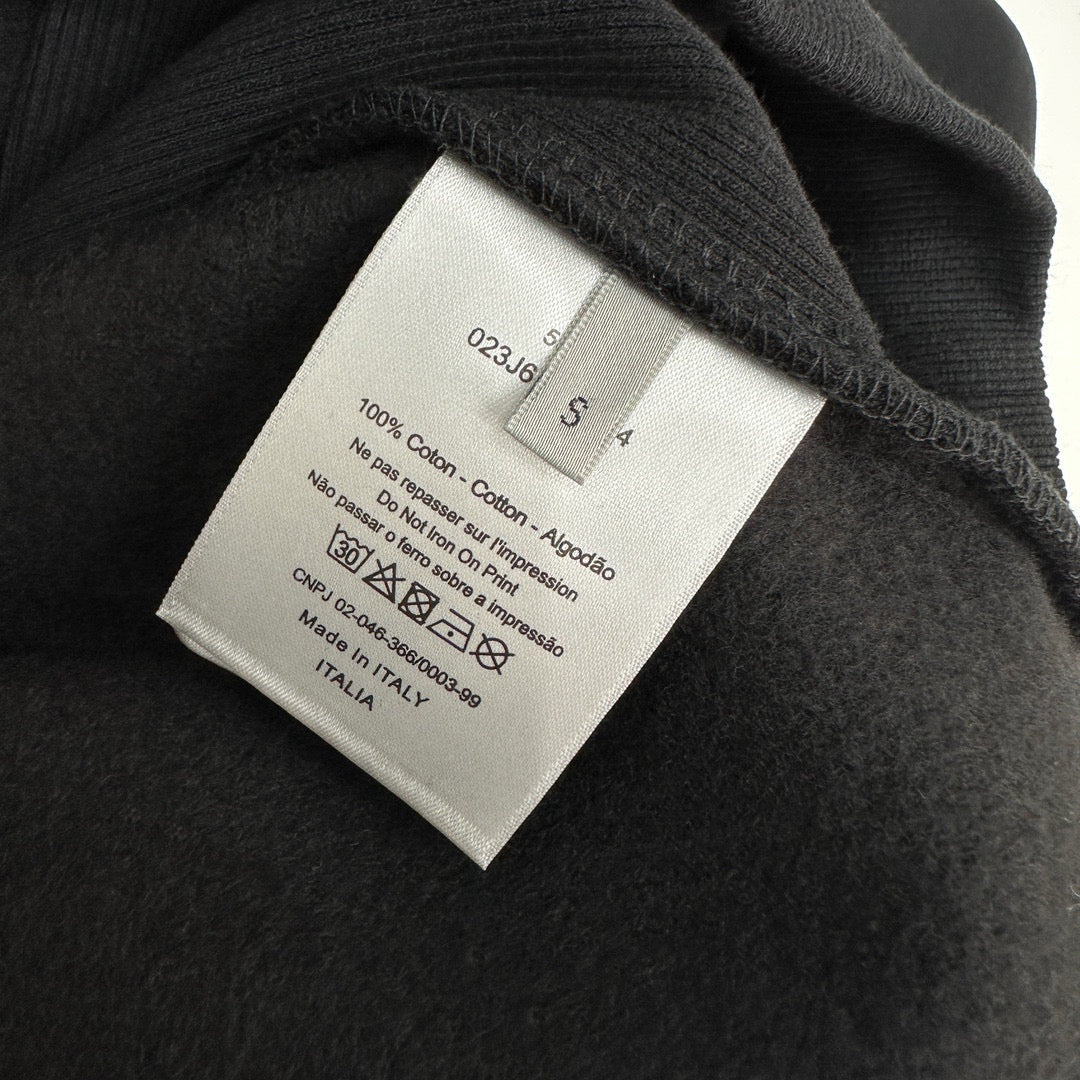 S
023J6
4
100% Coton - Cotton - Algodão
Ne pas repasser sur l'impression
Do Not Iron On Print
Não passar o ferro sobre a impressão
30
CNPJ 02-046-366/0003-99
Made In ITALY
ITALIA